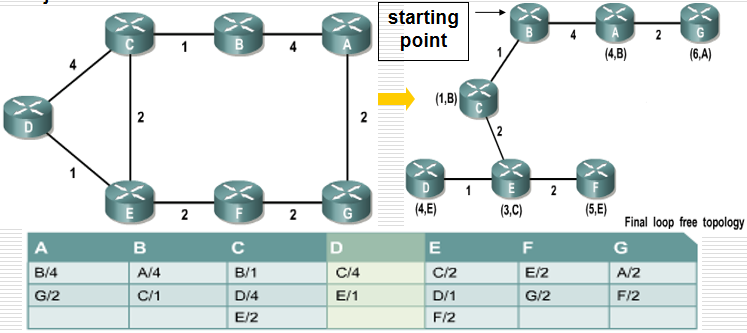 starting
point
C
1
B
4
A
4
2
2
D
1
E
2
F
2
G
B
4
A
2
G
(4,B)
(6,A)
1
(1,B)
C
2
D
1
E
2
F
(4,E)
(3,C)
(5,E)
Final loop free topology
A B C D E F G
B/4 A/4 B/1 C/4 C/2 E/2 A/2
G/2 C/1 D/4 E/1 D/1 G/2 F/2
E/2 F/2